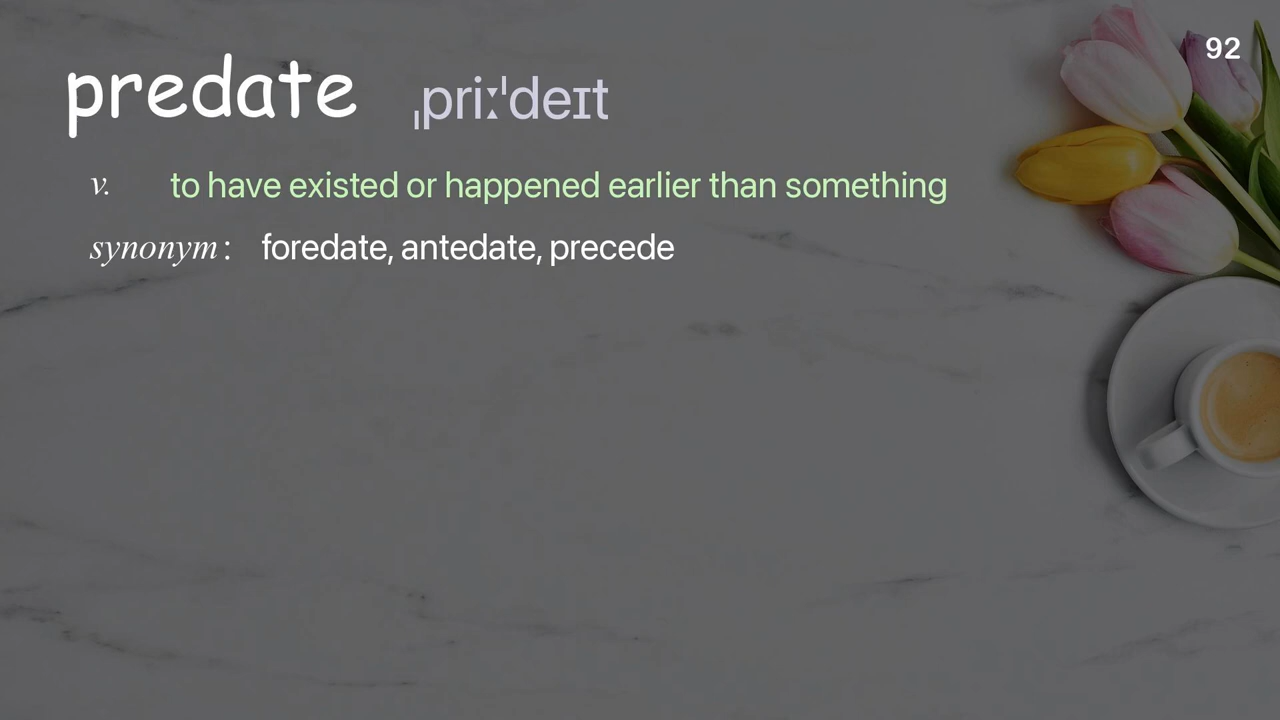 92
predate ˌpriːˈdeɪt
v. to have existed or happened earlier than something
synonym: foredate, antedate, precede